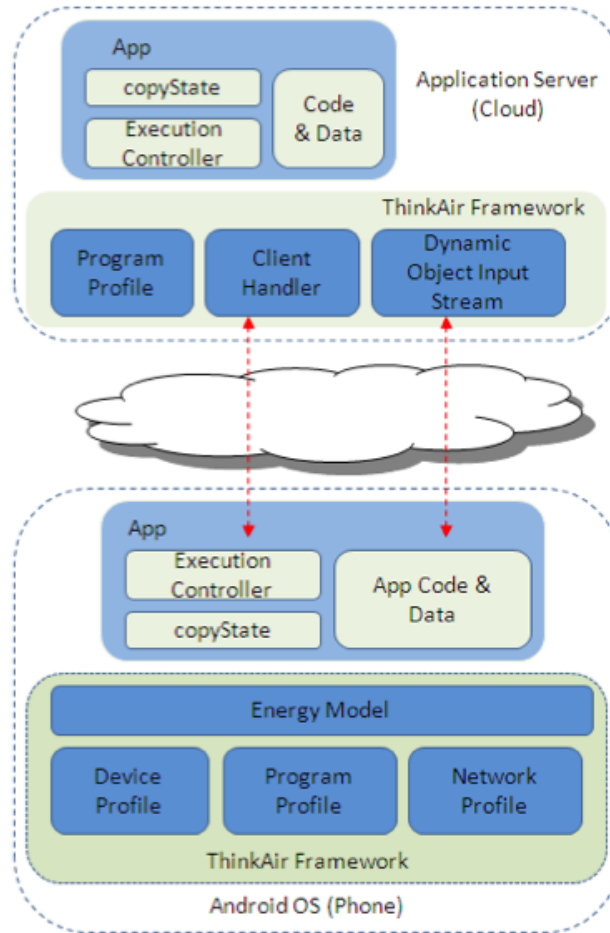 App
copyState
Execution
Controller
Code
& Data
Application Server
(Cloud)
ThinkAir Framework
Program
Profile
Client
Handler
Dynamic
Object Input
Stream
App
Execution
Controller
copyState
App Code &
Data
Energy Model
Device
Profile
Program
Profile
Network
Profile
ThinkAir Framework
Android OS (Phone)